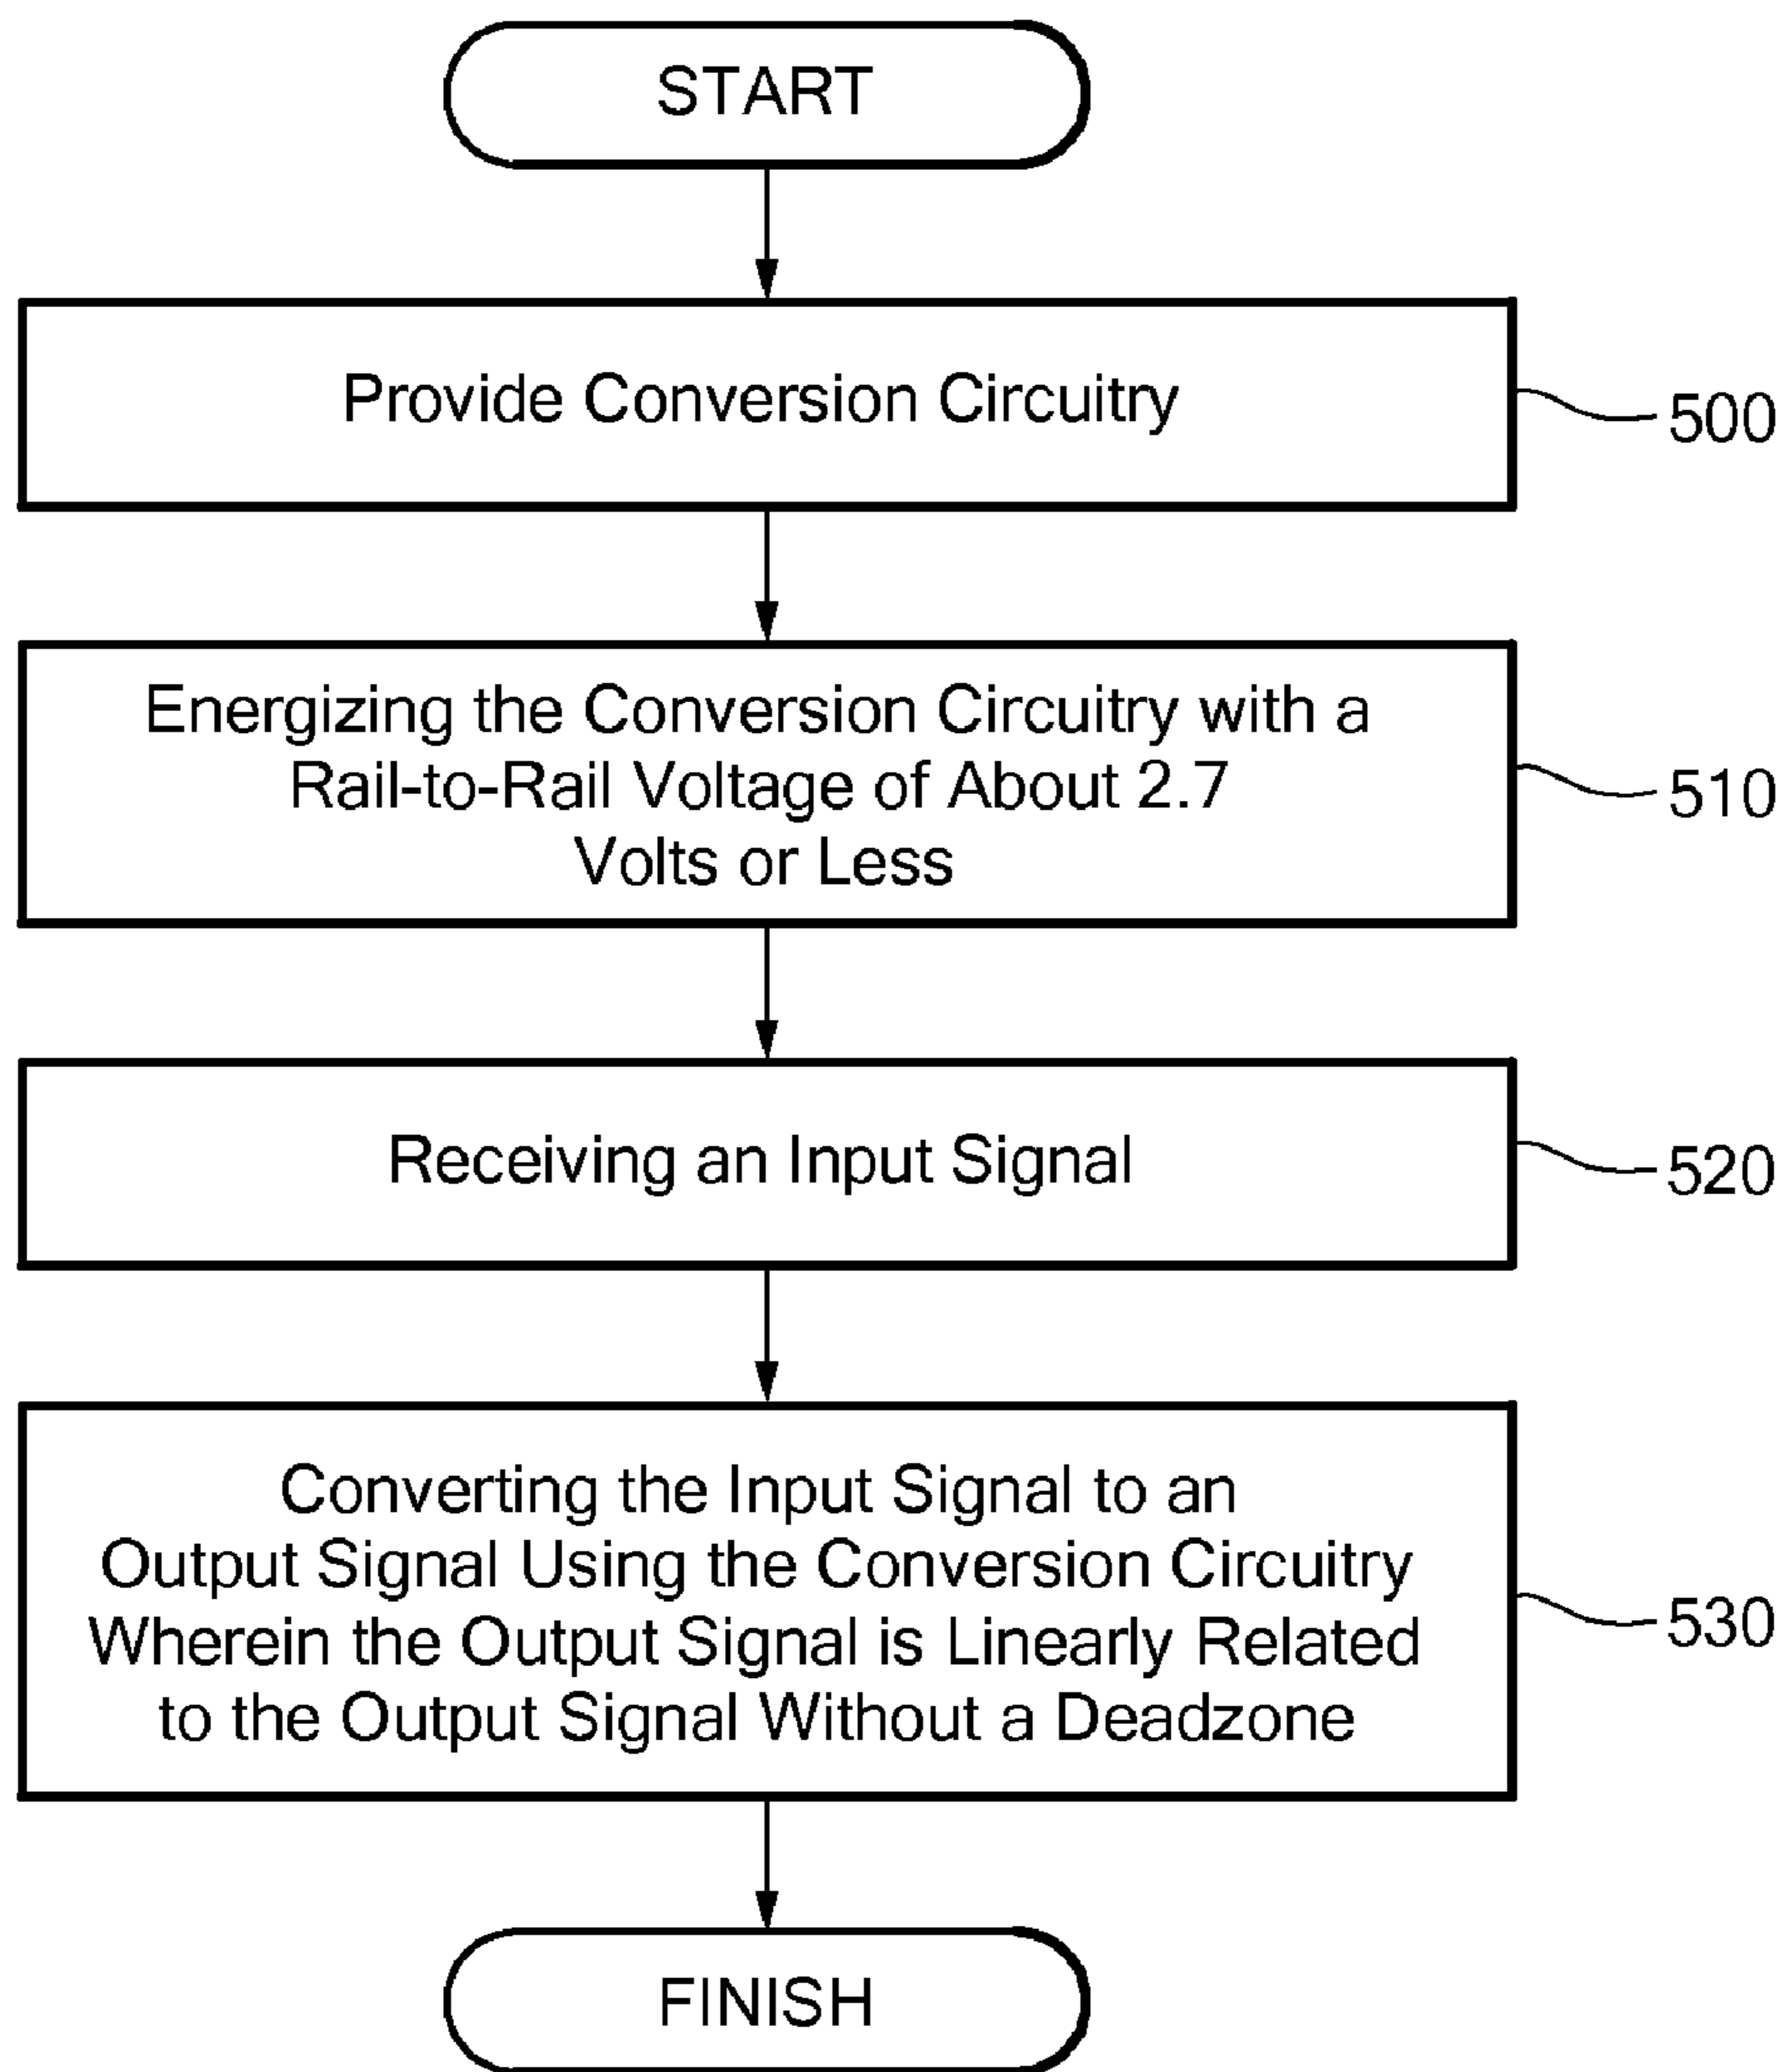 START
Provide Conversion Circuitry
500
Energizing the Conversion Circuitry with a
Rail-to-Rail Voltage of About 2.7
Volts or Less
510
Receiving an Input Signal
520
Converting the Input Signal to an
Output Signal Using the Conversion Circuitry
Wherein the Output Signal is Linearly Related
to the Output Signal Without a Deadzone
530
FINISH